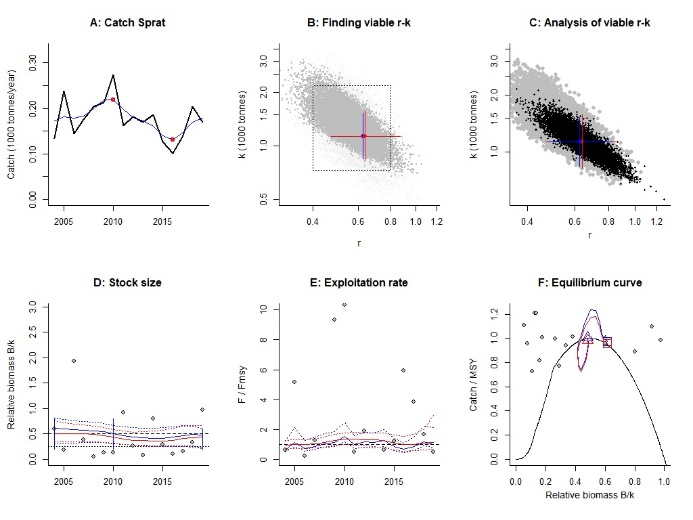 A: Catch Sprat
Catch (1000 tonnes/year)
0.30
0.20
0.10
0.00
2005 2010 2015
B: Finding viable r-k
k (1000 tonnes)
3.0
2.0
1.5
1.0
0.5
0.4 0.6 0.8 1.0 1.2
r
C: Analysis of viable r-k
k (1000 tonnes)
3.0
2.0
1.5
1.0
0.4 0.6 0.8 1.0 1.2
r
D: Stock size
Relative biomass B/k
3.0
2.5
2.0
1.5
1.0
0.5
0.0
2005 2010 2015
E: Exploitation rate
F / Fmsy
10
8
6
4
2
0
2005 2010 2015
F: Equilibrium curve
Catch / MSY
1.2
1.0
0.8
0.6
0.4
0.2
0.0
0.0 0.2 0.4 0.6 0.8 1.0
Relative biomass B/k